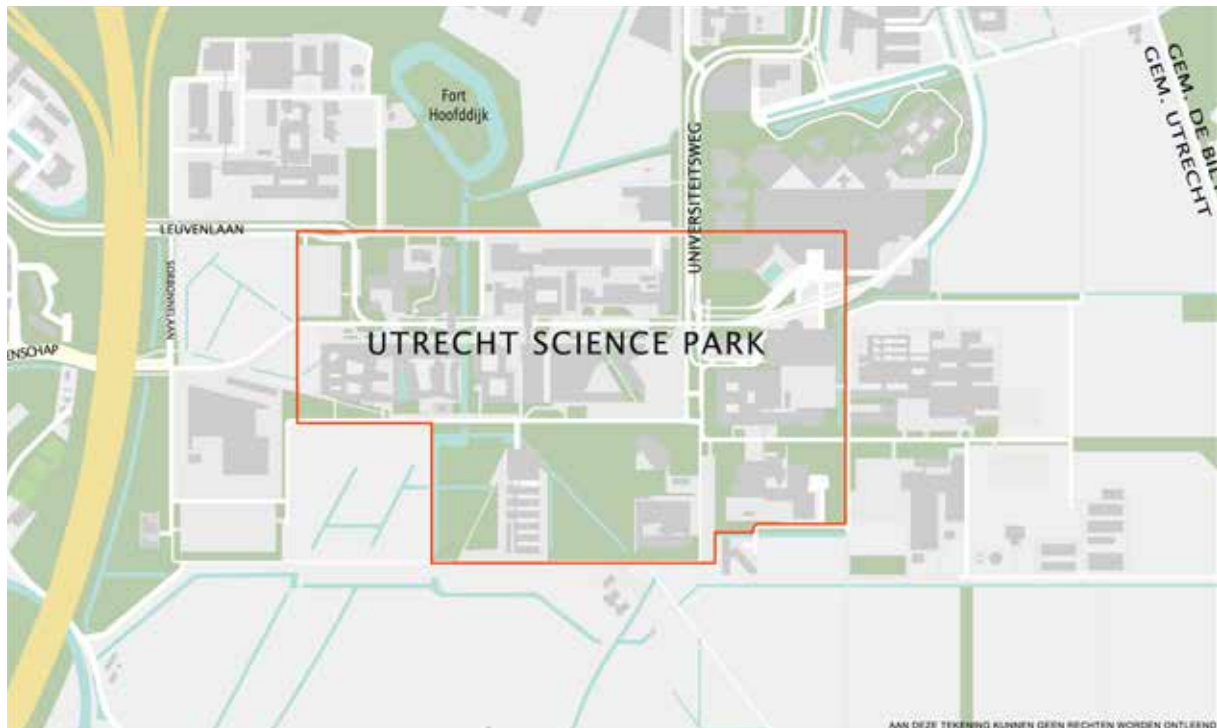 Fort
Hoofddijk
GEM. DE BIL
GEM. UTRECHT
UNIVERSITEITSWEG
LEUVENLAAN
SORBONNELAAN
UTRECHT SCIENCE PARK
ENSCHAP
AAN DEZE TEKENING KUNNEN GEEN RECHTEN WORDEN ONTLEEND